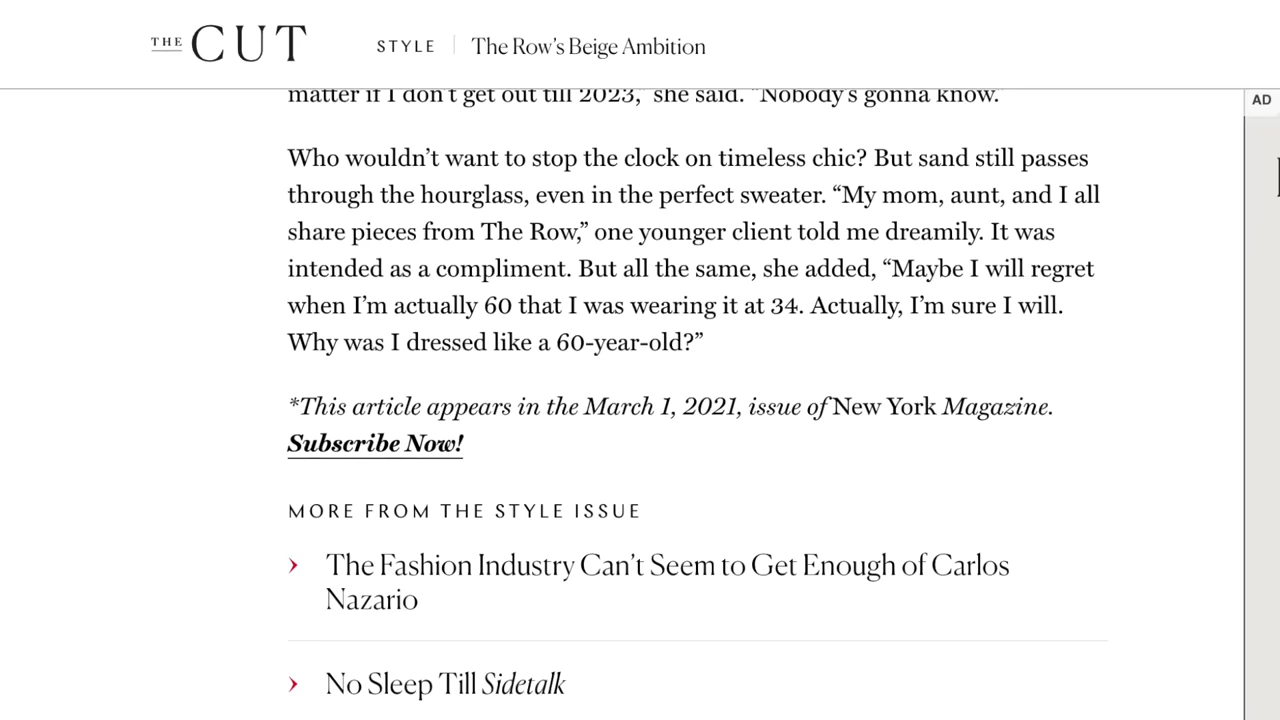 THE CUT STYLE The Row's Beige Ambition
matter if I don't get out till 2023," she said. "Nobody's gonna know.
AD
Who wouldn't want to stop the clock on timeless chic? But sand still passes
through the hourglass, even in the perfect sweater. “My mom, aunt, and I all
share pieces from The Row,” one younger client told me dreamily. It was
intended as a compliment. But all the same, she added, “Maybe I will regret
when I’m actually 60 that I was wearing it at 34. Actually, I’m sure I will.
Why was I dressed like a 60-year-old?”
*This article appears in the March 1, 2021, issue of New York Magazine.
Subscribe Now!
MORE FROM THE STYLE ISSUE
The Fashion Industry Can’t Seem to Get Enough of Carlos
Nazario
No Sleep Till Sidetalk